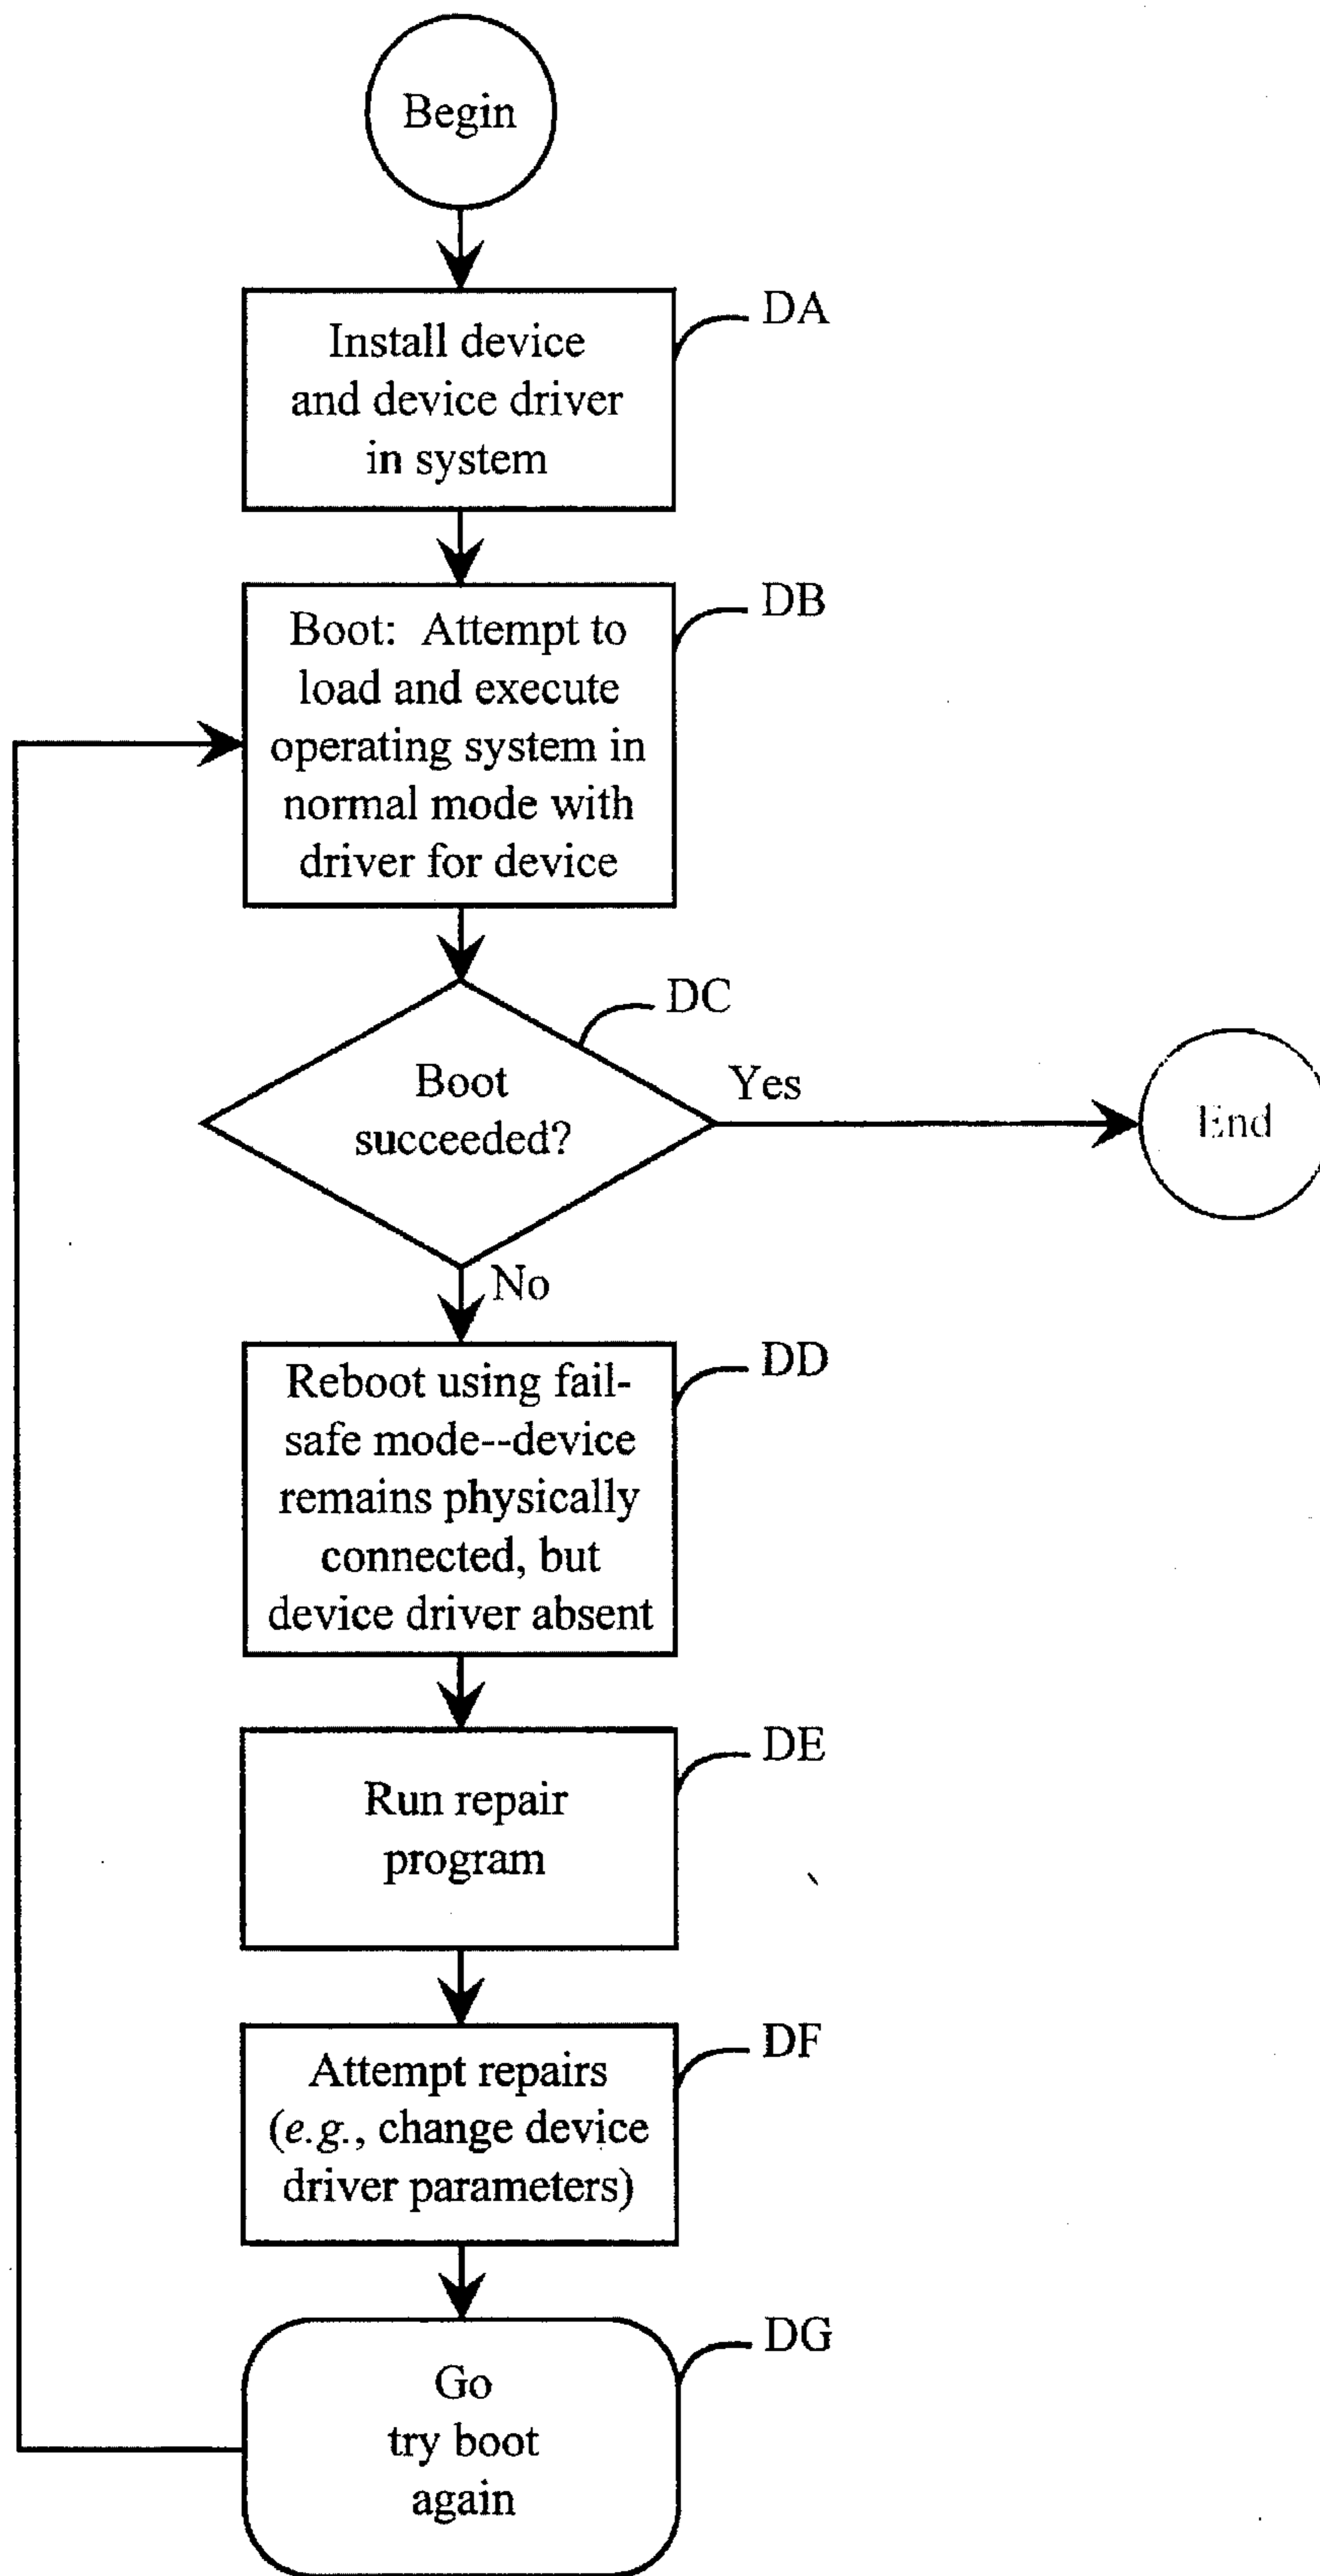 Begin
DA
Install device
and device driver
in system
DB
Boot: Attempt to
load and execute
operating system in
normal mode with
driver for device
DC
Boot
succeeded?
Yes
End
No
DD
Reboot using fail-
safe mode--device
remains physically
connected, but
device driver absent
DE
Run repair
program
DF
Attempt repairs
(e.g., change device
driver parameters)
DG
Go
try boot
again